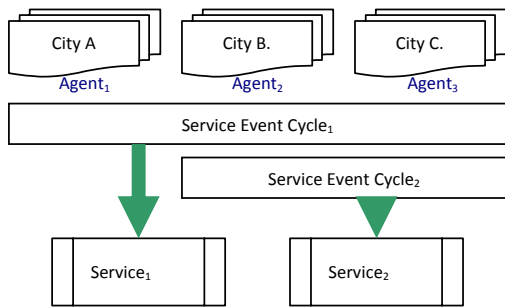 City A
City B.
City C.
Agent₁
Agent₂
Agent₃
Service Event Cycle₁
Service Event Cycle₂
Service₁
Service₂